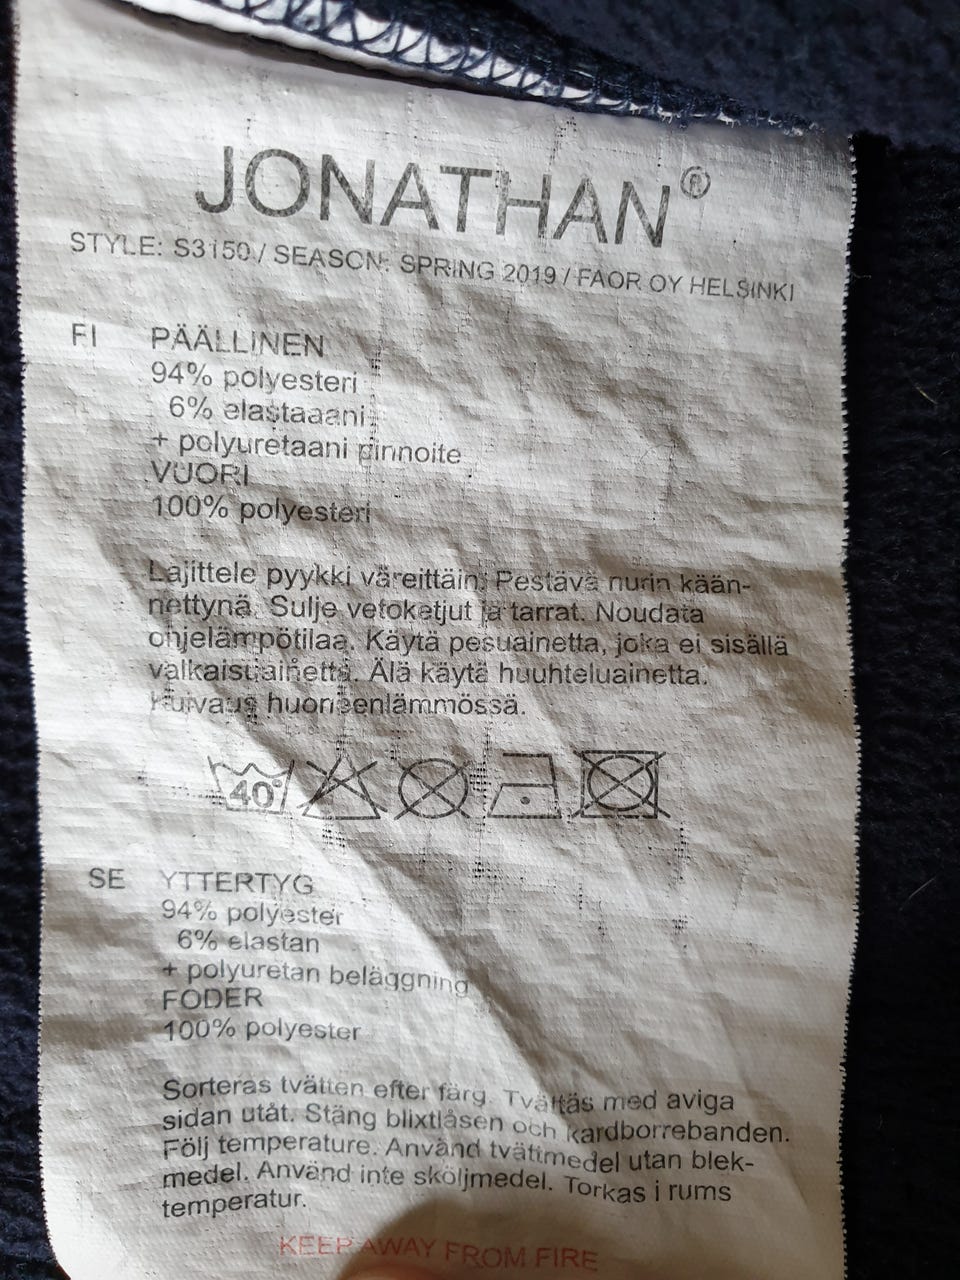 JONATHAN®
STYLE: S3150 / SEASON: SPRING 2019 / FAOR OY HELSINKI
FI PÄÄLLINEN
94% polyesteri
6% elastaaani
+ polyuretaani pinnoite
VUORI
100% polyesteri
Lajittele pyykki väreittäin. Pestävä nurin kään-
nettynä. Sulje vetoketjut ja tarrat. Noudata
ohjelämpötilaa. Käytä pesuainetta, joka ei sisällä
valkaisuainetta. Älä käytä huuhteluainetta.
Kuivaus huoneenlämmössä.
40°
SE YTTERTYG
94% polyester
6% elastan
+ polyuretan beläggning
FODER
100% polyester
Sorteras tvätten efter färg. Tvättäs med aviga
sidan utåt. Stäng blixtlåsen och kardborrebanden.
Följ temperature. Använd tvättmedel utan blek-
medel. Använd inte sköljmedel. Torkas i rums
temperatur.
KEEP AWAY FROM FIRE